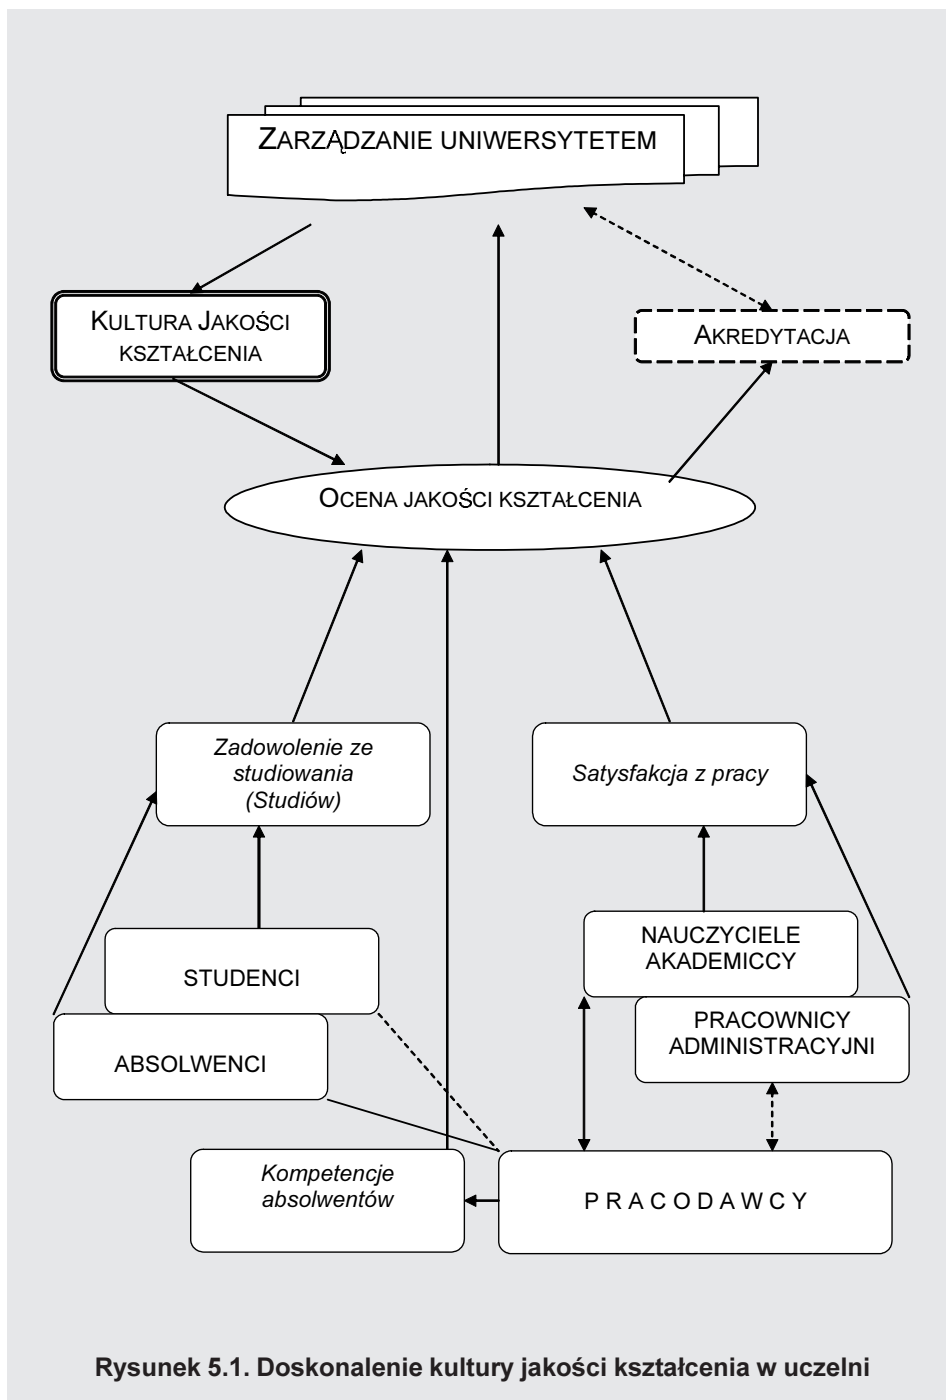 ZARZĄDZANIE UNIWERSYTETEM
KULTURA JAKOŚCI
KSZTAŁCENIA
AKREDYTACJA
OCENA JAKOŚCI KSZTAŁCENIA
Zadowolenie ze
studiowania
(Studiów)
Satysfakcja z pracy
NAUCZYCIELE
AKADEMICCY
STUDENCI
PRACOWNICY
ADMINISTRACYJNI
ABSOLWENCI
Kompetencje
absolwentów
P R A C O D A W C Y
Rysunek 5.1. Doskonalenie kultury jakości kształcenia w uczelni